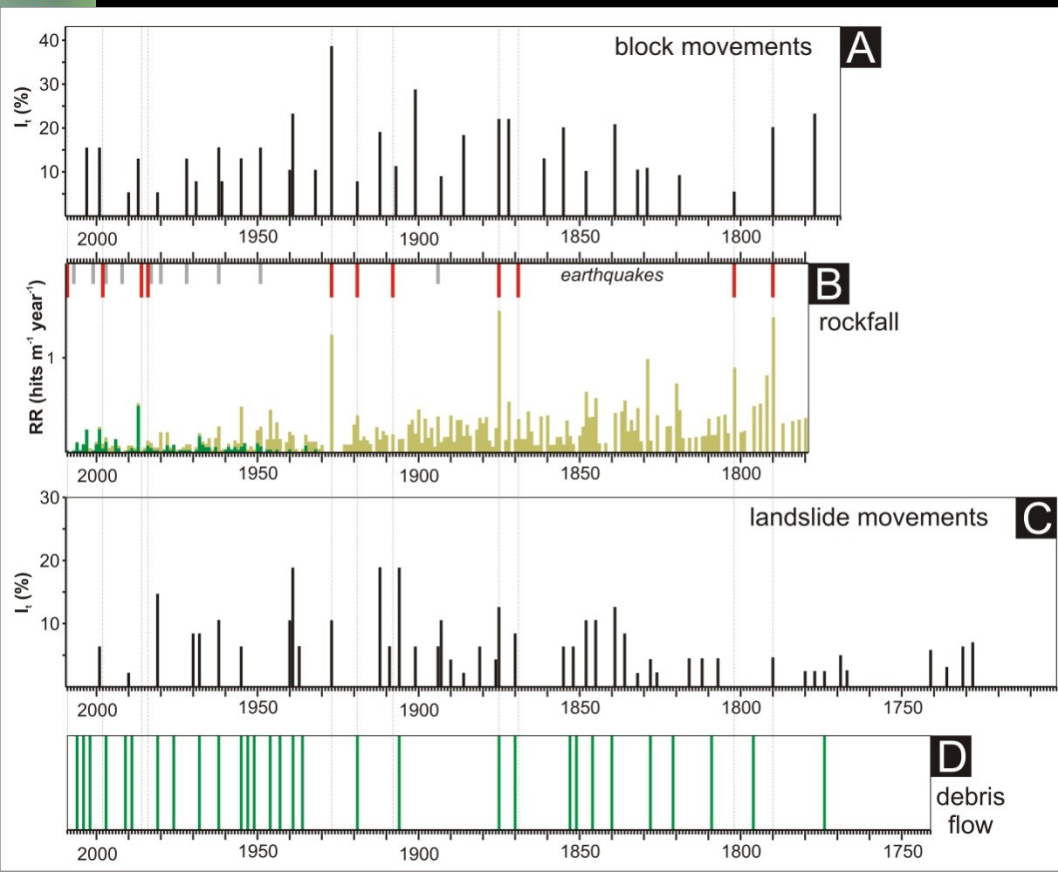 block movements
A
Iₜ (%)
40
30
20
10
2000 1950 1900 1850 1800
earthquakes
B
rockfall
RR (hits m⁻¹ year⁻¹)
1
2000 1950 1900 1850 1800
landslide movements
C
Iₜ (%)
30
20
10
2000 1950 1900 1850 1800 1750
D
debris
flow
2000 1950 1900 1850 1800 1750